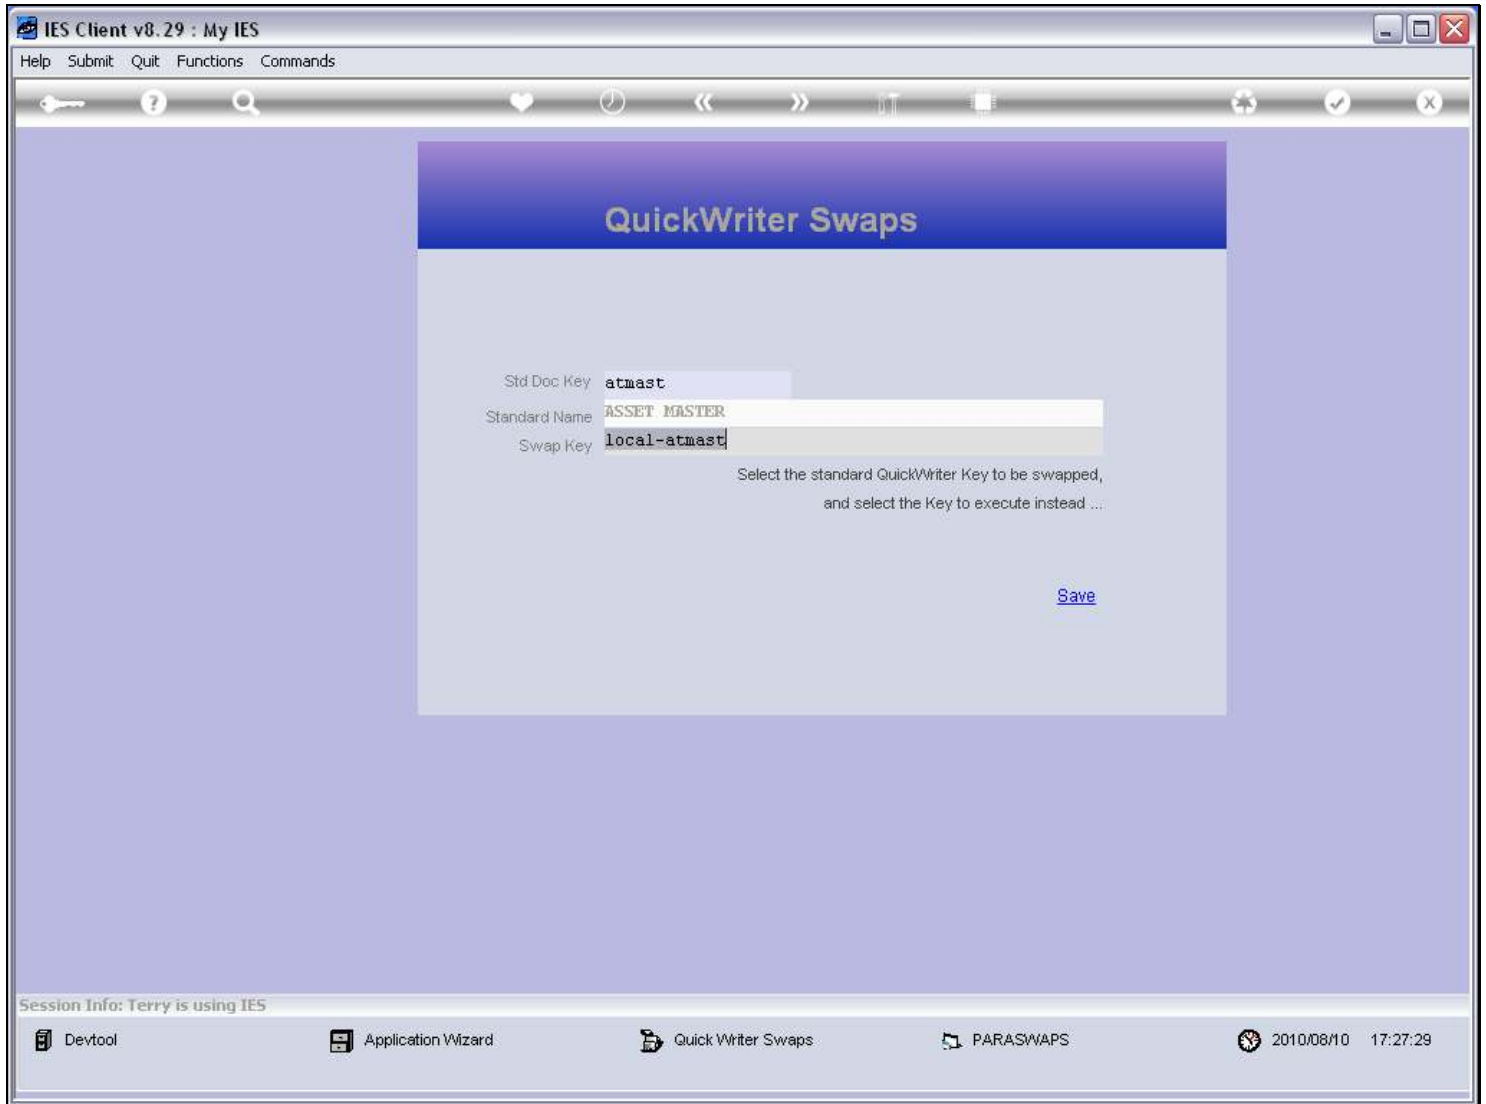 IES Client v8.29 : My IES
Help Submit Quit Functions Commands
QuickWriter Swaps
Std Doc Key atmast
Standard Name ASSET MASTER
Swap Key local-atmast
Select the standard QuickWriter Key to be swapped,
and select the Key to execute instead ...
Save
Session Info: Terry is using IES
Devtool Application Wizard Quick Writer Swaps PARASWAPS 2010/08/10 17:27:29